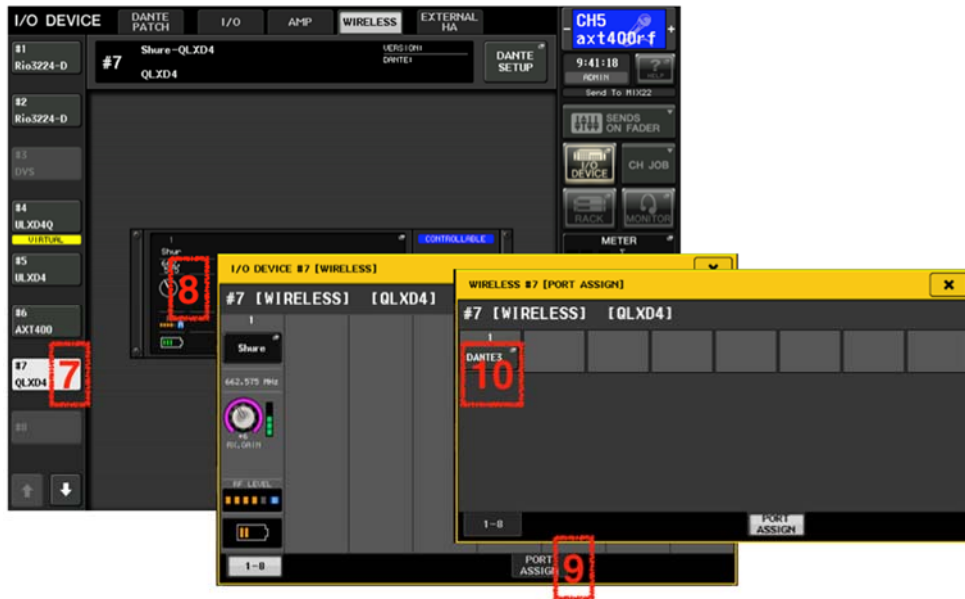 I/O DEVICE
DANTE PATCH
I/O
AMP
WIRELESS
EXTERNAL HA
CH5
axt400rf
#1
Rio3224-D
#7
Shure-QLXD4
QLXD4
VERSION:
DANTE:
DANTE SETUP
9:41:18
ADMIN
?
HELP
Send To MIX22
#2
Rio3224-D
SENDS ON FADER
#3
DVS
I/O DEVICE
CH JOB
#4
ULXD4Q
VIRTUAL
RACK
MONITOR
1
CONTROLLABLE
METER
#5
ULXD4
8
#6
AXT400
#7
QLXD4
7
#8
I/O DEVICE #7 [WIRELESS]
#7 [WIRELESS] [QLXD4]
1
Shure
662.575 MHz
+6
RX.GAIN
RF LEVEL
1-8
PORT
9
WIRELESS #7 [PORT ASSIGN]
#7 [WIRELESS] [QLXD4]
1
DANTE3
10
1-8
PORT ASSIGN